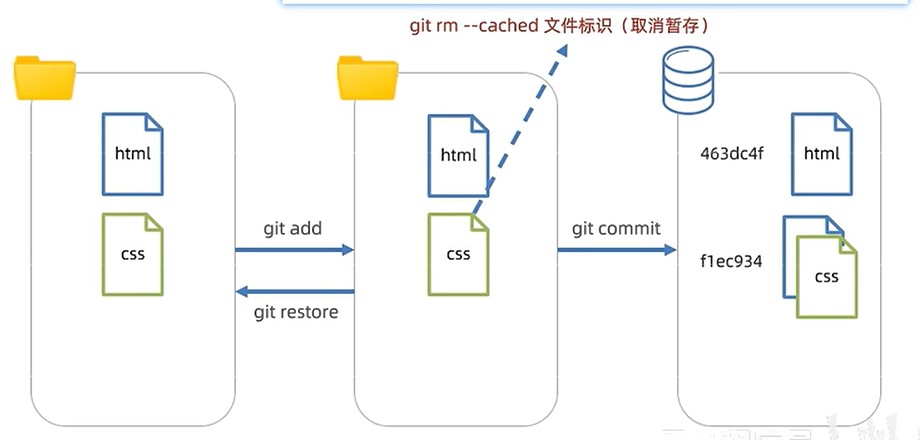 git rm --cached 文件标识（取消暂存）
html
css
git add
git restore
html
css
git commit
463dc4f
html
f1ec934
css